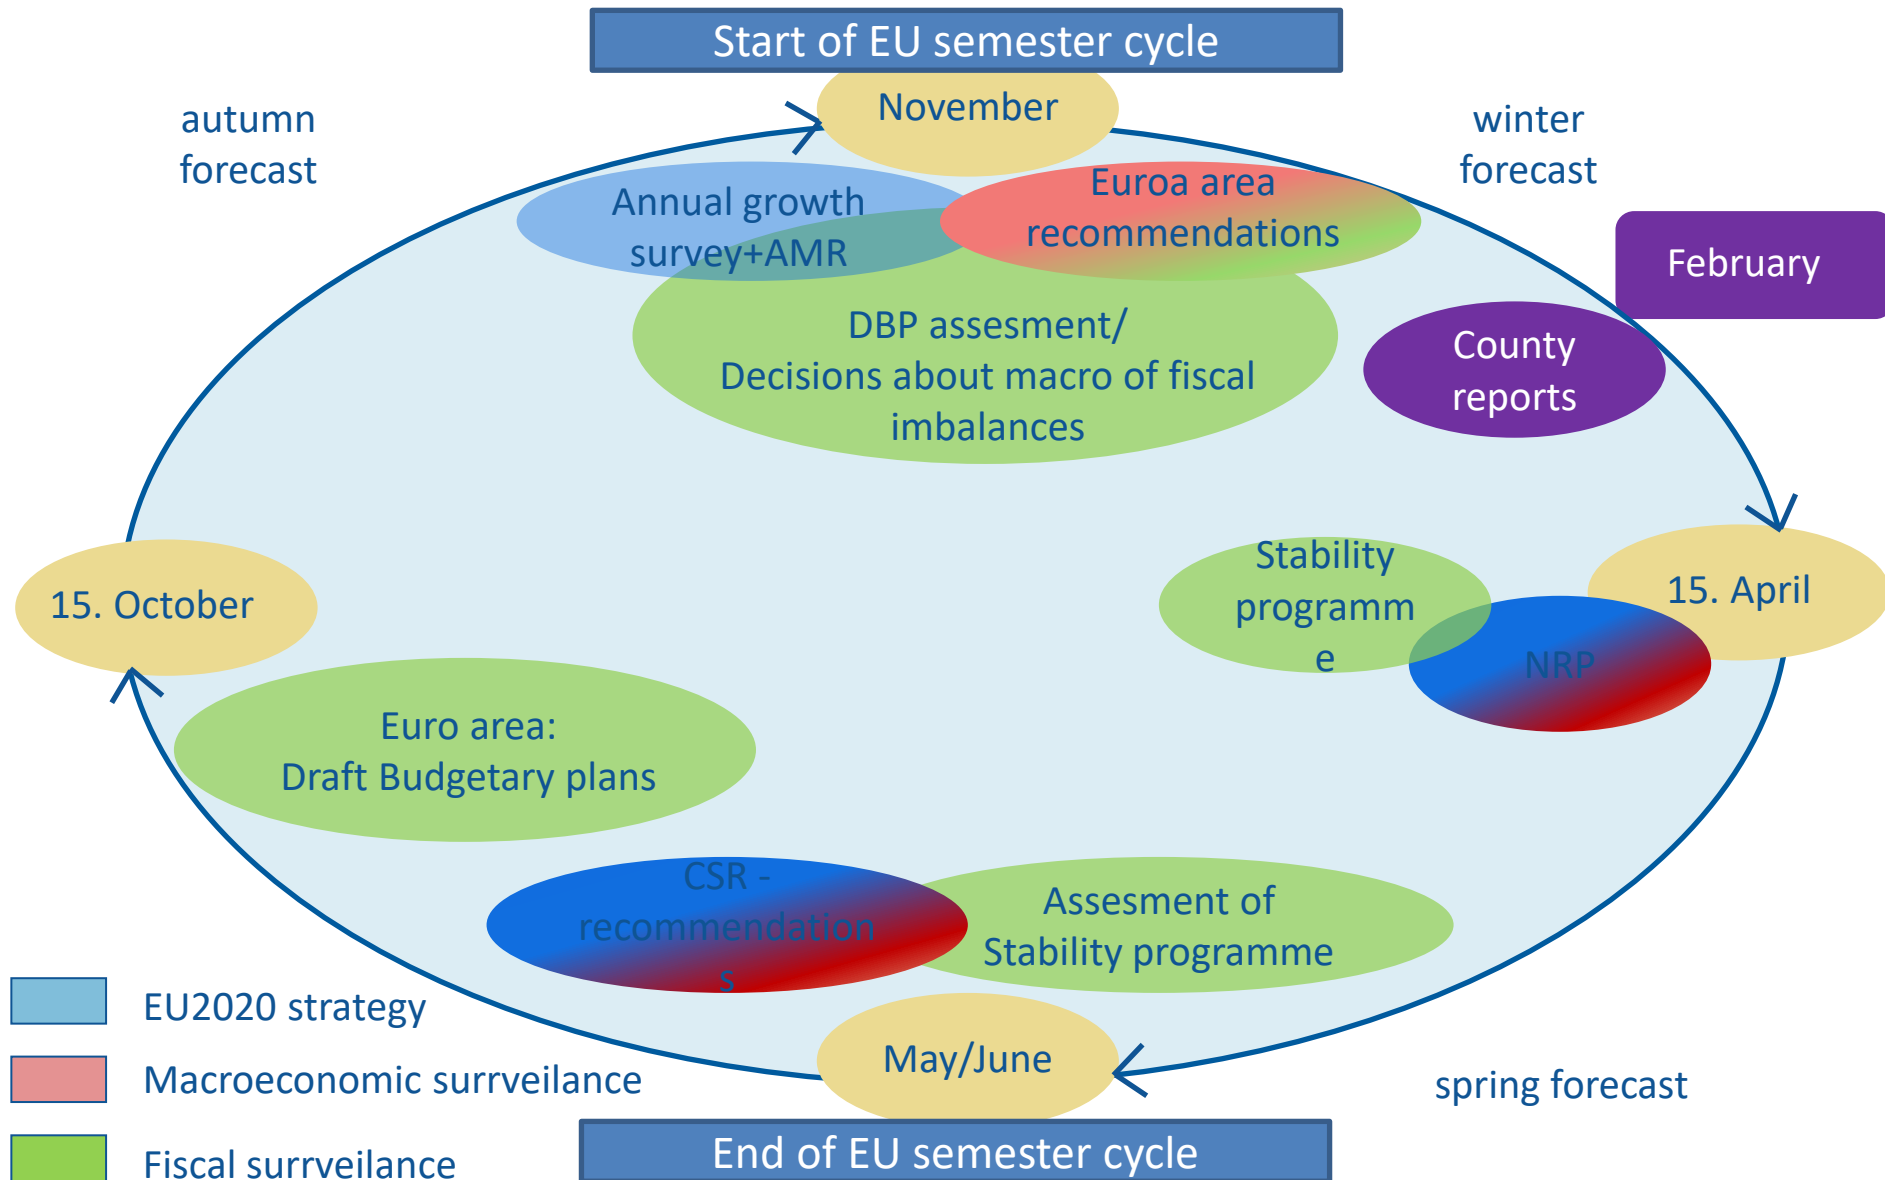 Start of EU semester cycle
November
autumn
forecast
winter
forecast
Annual growth
survey+AMR
Euroa area
recommendations
February
DBP assesment/
Decisions about macro of fiscal
imbalances
County
reports
15. October
Stability
programm
e
15. April
NRP
Euro area:
Draft Budgetary plans
CSR -
recommendation
s
Assesment of
Stability programme
EU2020 strategy
Macroeconomic surrveilance
Fiscal surrveilance
May/June
spring forecast
End of EU semester cycle